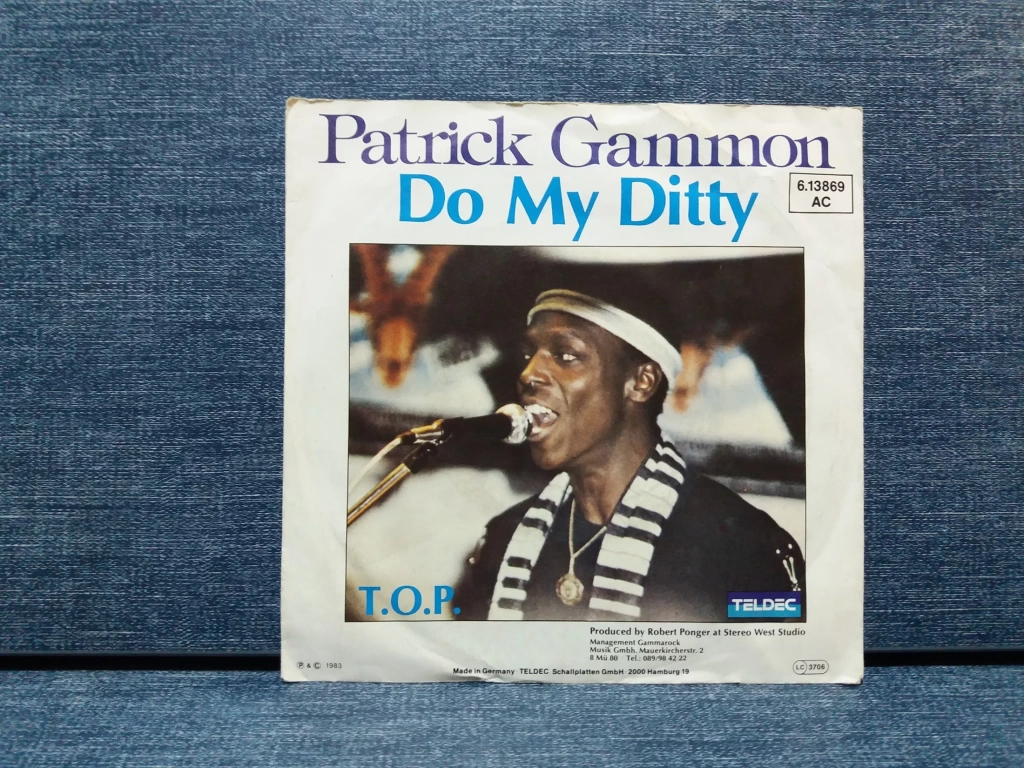 Patrick Gammon
Do My Ditty
6.13869
AC
T.O.P.
TELDEC
Produced by Robert Ponger at Stereo West Studio
Management Gammarock
Musik Gmbh. Mauerkircherstr. 2
8 Mü 80 Tel.: 089/98 42 22
℗ & © 1983
LC 3706
Made in Germany TELDEC Schallplatten GmbH · 2000 Hamburg 19